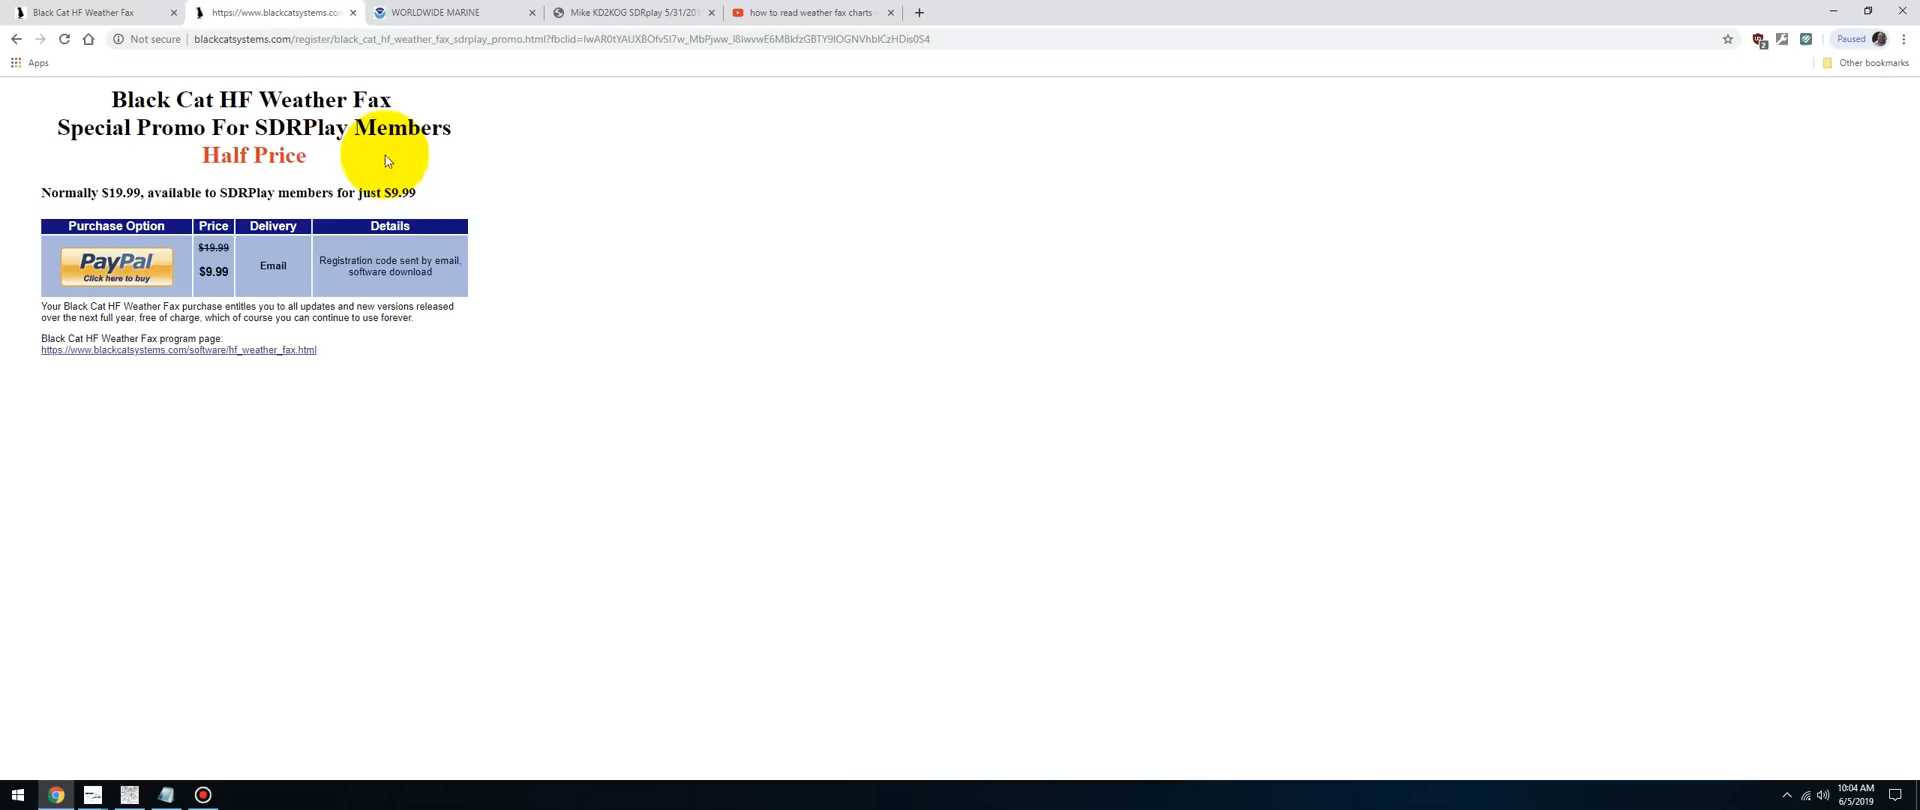 Black Cat HF Weather Fax
https://www.blackcatsystems.com
WORLDWIDE MARINE
Mike KD2KOG SDRplay 5/31/201
how to read weather fax charts -
Not secure
blackcatsystems.com/register/black_cat_hf_weather_fax_sdrplay_promo.html?
Paused
Apps
Other bookmarks
Black Cat HF Weather Fax
Special Promo For SDRPlay Members
Half Price
Normally $19.99, available to SDRPlay members for just $9.99
Purchase Option Price Delivery Details
PayPal
Click here to buy
$19.99
$9.99
Email
Registration code sent by email,
software download
Your Black Cat HF Weather Fax purchase entitles you to all updates and new versions released
over the next full year, free of charge, which of course you can continue to use forever.
Black Cat HF Weather Fax program page:
https://www.blackcatsystems.com/software/hf_weather_fax.html
10:04 AM
6/5/2019